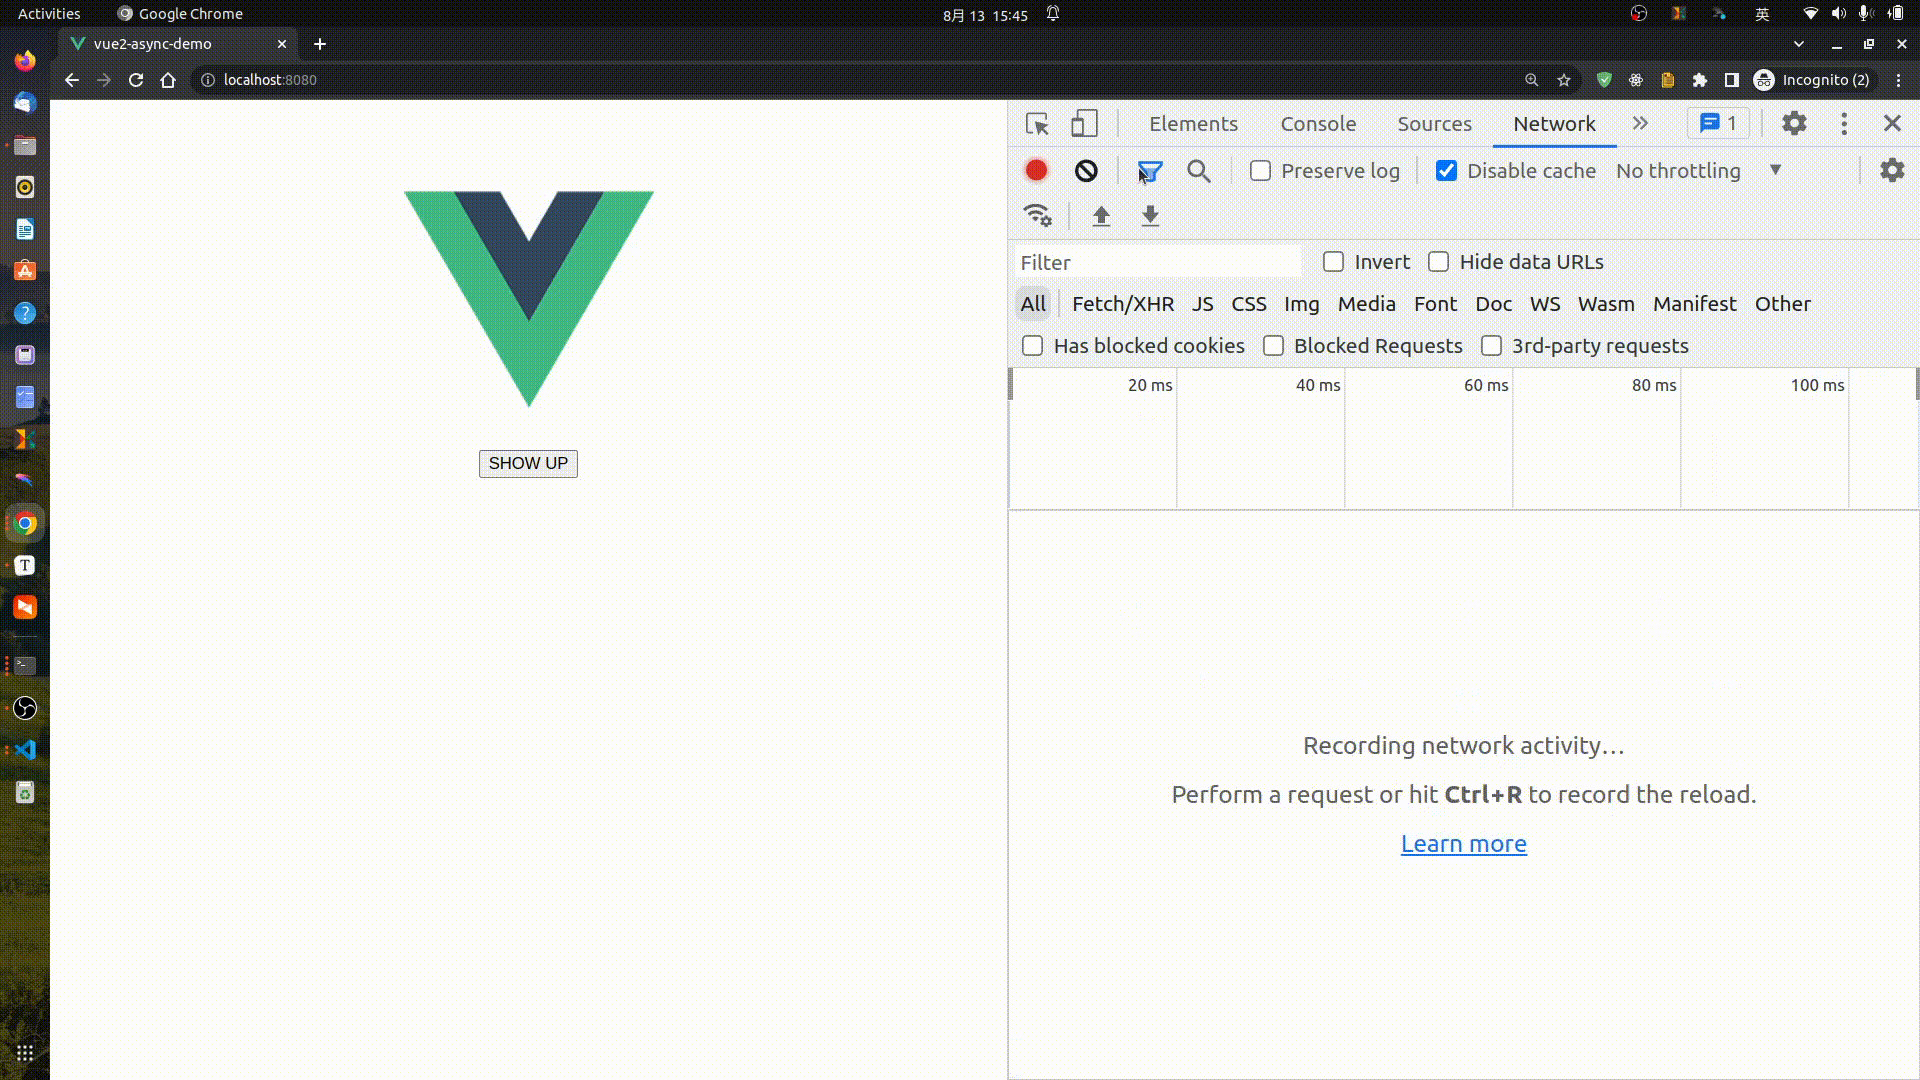 Activities
Google Chrome
8月 13 15:45
英
vue2-async-demo
localhost:8080
Incognito (2)
SHOW UP
Elements
Console
Sources
Network
1
Preserve log
Disable cache
No throttling
Filter
Invert
Hide data URLs
All
Fetch/XHR
JS
CSS
Img
Media
Font
Doc
WS
Wasm
Manifest
Other
Has blocked cookies
Blocked Requests
3rd-party requests
20 ms
40 ms
60 ms
80 ms
100 ms
Recording network activity…
Perform a request or hit Ctrl+R to record the reload.
Learn more